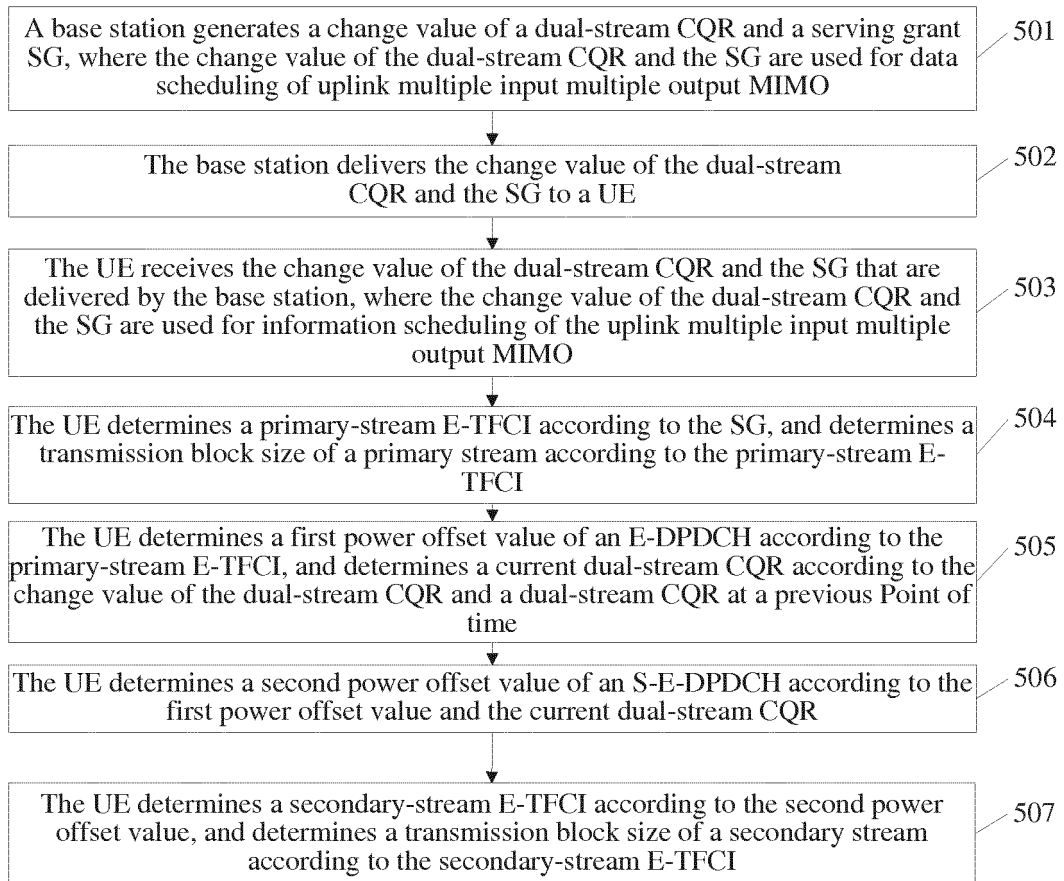 A base station generates a change value of a dual-stream CQR and a serving grant
SG, where the change value of the dual-stream CQR and the SG are used for data
scheduling of uplink multiple input multiple output MIMO
501
The base station delivers the change value of the dual-stream
CQR and the SG to a UE
502
The UE receives the change value of the dual-stream CQR and the SG that are
delivered by the base station, where the change value of the dual-stream CQR and
the SG are used for information scheduling of the uplink multiple input multiple
output MIMO
503
The UE determines a primary-stream E-TFCI according to the SG, and determines a
transmission block size of a primary stream according to the primary-stream E-
TFCI
504
The UE determines a first power offset value of an E-DPDCH according to the
primary-stream E-TFCI, and determines a current dual-stream CQR according to the
change value of the dual-stream CQR and a dual-stream CQR at a previous Point of
time
505
The UE determines a second power offset value of an S-E-DPDCH according to the
first power offset value and the current dual-stream CQR
506
The UE determines a secondary-stream E-TFCI according to the second power
offset value, and determines a transmission block size of a secondary stream
according to the secondary-stream E-TFCI
507